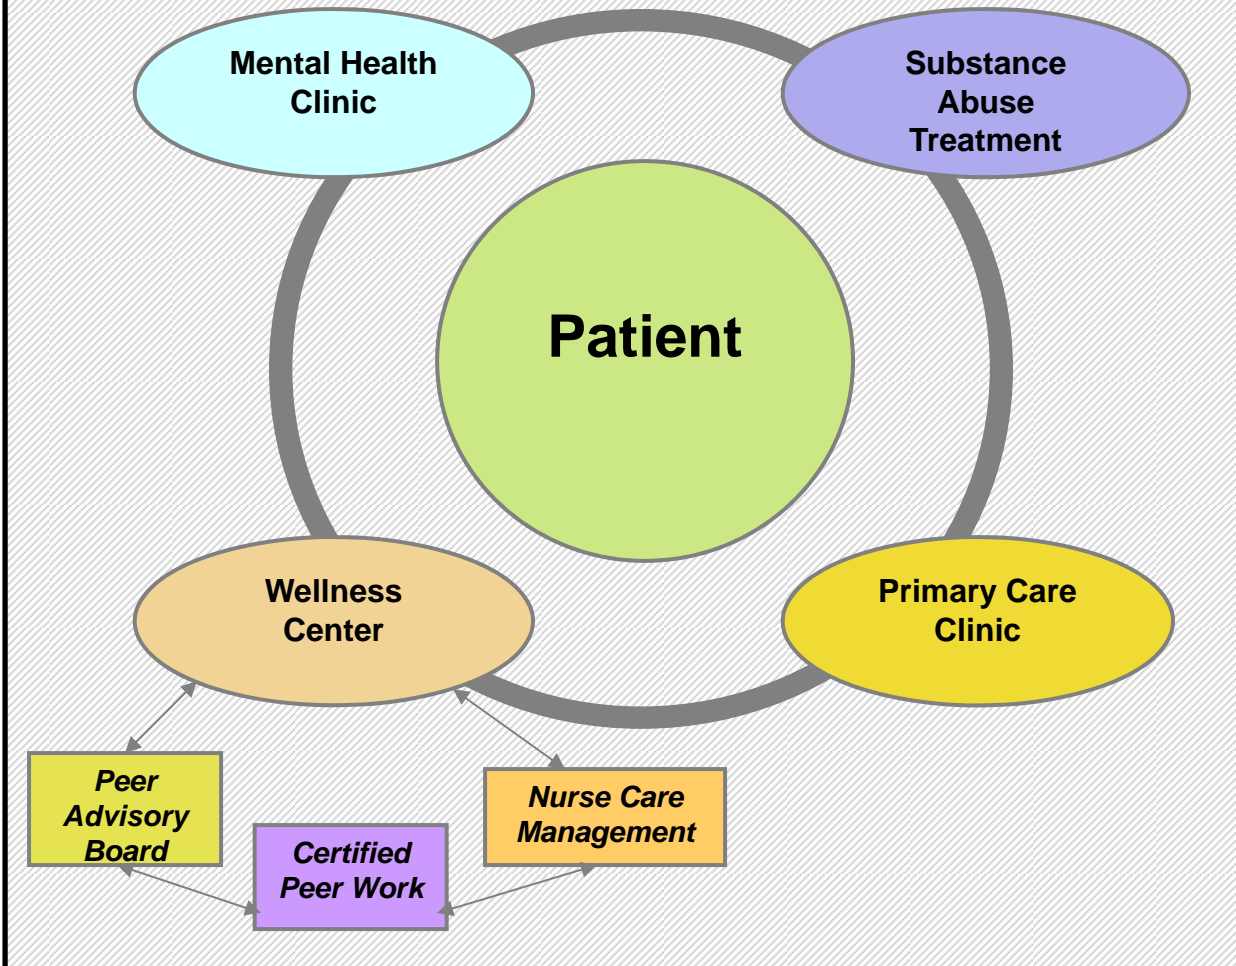 Mental Health
Clinic
Substance
Abuse
Treatment
Patient
Wellness
Center
Primary Care
Clinic
Peer
Advisory
Board
Nurse Care
Management
Certified
Peer Work